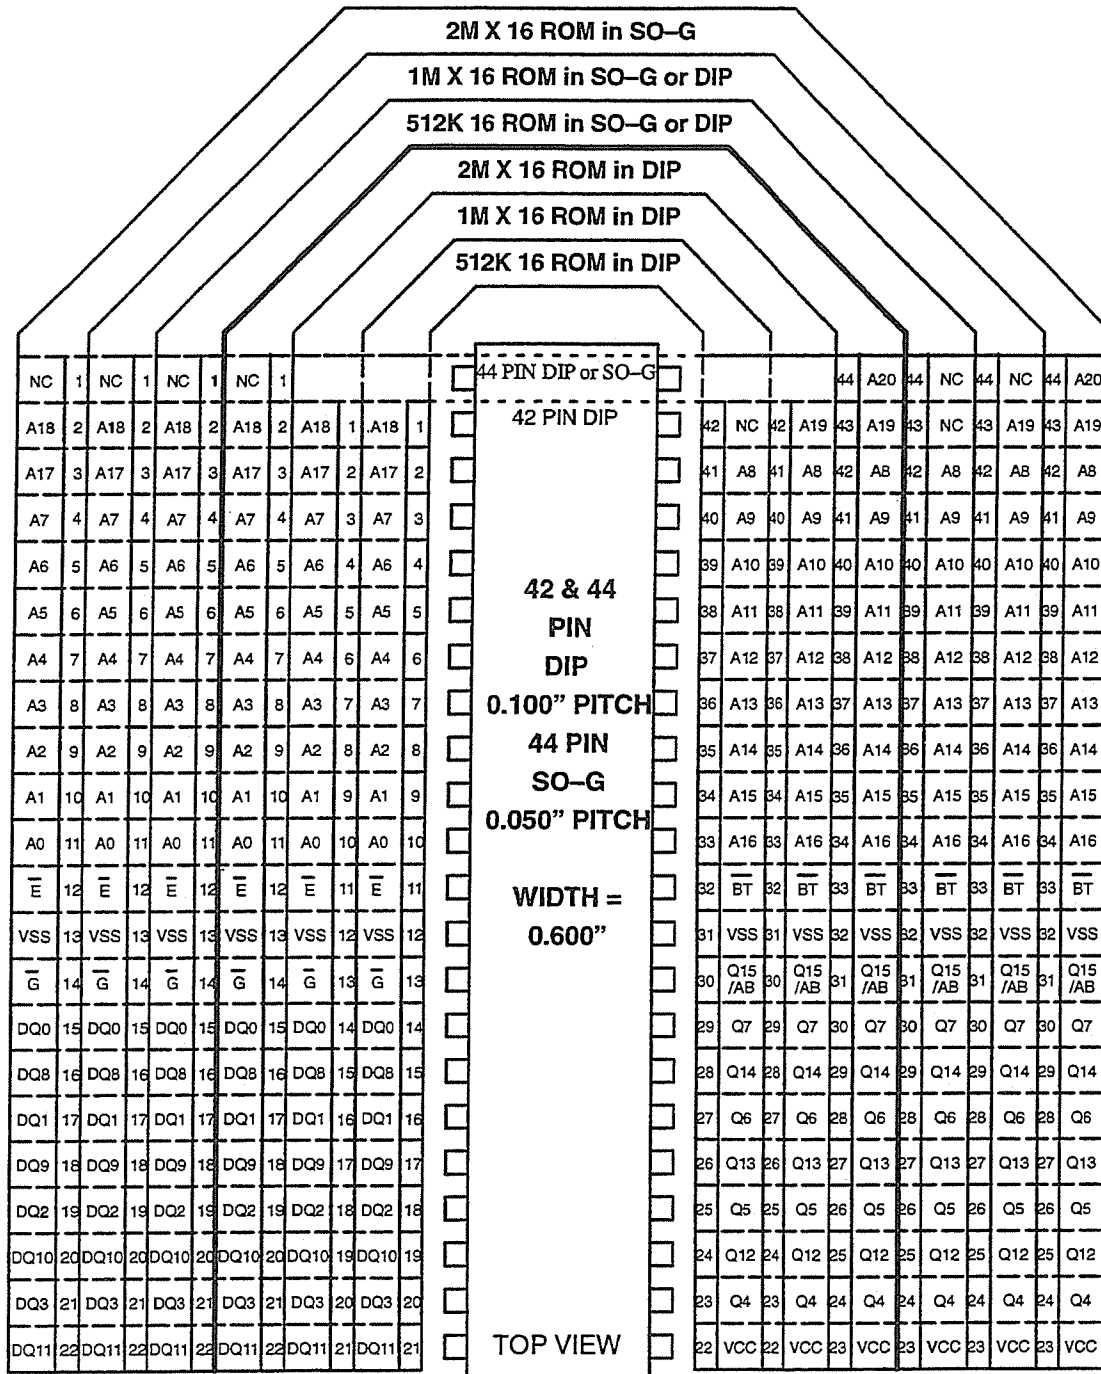 2M X 16 ROM in SO–G
1M X 16 ROM in SO–G or DIP
512K 16 ROM in SO–G or DIP
2M X 16 ROM in DIP
1M X 16 ROM in DIP
512K 16 ROM in DIP
NC 1 NC 1 NC 1 NC 1 44 PIN DIP or SO–G 44 A20 44 NC 44 NC 44 A20
A18 2 A18 2 A18 2 A18 2 A18 1 .A18 1 42 PIN DIP 42 NC 42 A19 43 A19 43 NC 43 A19 43 A19
A17 3 A17 3 A17 3 A17 3 A17 2 A17 2 41 A8 41 A8 42 A8 42 A8 42 A8 42 A8
A7 4 A7 4 A7 4 A7 4 A7 3 A7 3 40 A9 40 A9 41 A9 41 A9 41 A9 41 A9
A6 5 A6 5 A6 5 A6 5 A6 4 A6 4 39 A10 39 A10 40 A10 40 A10 40 A10 40 A10
42 & 44
A5 6 A5 6 A5 6 A5 6 A5 5 A5 5 38 A11 38 A11 39 A11 39 A11 39 A11 39 A11
PIN
A4 7 A4 7 A4 7 A4 7 A4 6 A4 6 37 A12 37 A12 38 A12 38 A12 38 A12 38 A12
DIP
A3 8 A3 8 A3 8 A3 8 A3 7 A3 7 0.100” PITCH 36 A13 36 A13 37 A13 37 A13 37 A13 37 A13
A2 9 A2 9 A2 9 A2 9 A2 8 A2 8 44 PIN 35 A14 35 A14 36 A14 36 A14 36 A14 36 A14
SO–G
A1 10 A1 10 A1 10 A1 10 A1 9 A1 9 34 A15 34 A15 35 A15 35 A15 35 A15 35 A15
0.050” PITCH
A0 11 A0 11 A0 11 A0 11 A0 10 A0 10 33 A16 33 A16 34 A16 34 A16 34 A16 34 A16
E̅ 12 E̅ 12 E̅ 12 E̅ 12 E̅ 11 E̅ 11 WIDTH = 32 B̅T̅ 32 B̅T̅ 33 B̅T̅ 33 B̅T̅ 33 B̅T̅ 33 B̅T̅
VSS 13 VSS 13 VSS 13 VSS 13 VSS 12 VSS 12 0.600” 31 VSS 31 VSS 32 VSS 32 VSS 32 VSS 32 VSS
G̅ 14 G̅ 14 G̅ 14 G̅ 14 G̅ 13 G̅ 13 30 Q15 /AB 30 Q15 /AB 31 Q15 /AB 31 Q15 /AB 31 Q15 /AB 31 Q15 /AB
DQ0 15 DQ0 15 DQ0 15 DQ0 15 DQ0 14 DQ0 14 29 Q7 29 Q7 30 Q7 30 Q7 30 Q7 30 Q7
DQ8 16 DQ8 16 DQ8 16 DQ8 16 DQ8 15 DQ8 15 28 Q14 28 Q14 29 Q14 29 Q14 29 Q14 29 Q14
DQ1 17 DQ1 17 DQ1 17 DQ1 17 DQ1 16 DQ1 16 27 Q6 27 Q6 28 Q6 28 Q6 28 Q6 28 Q6
DQ9 18 DQ9 18 DQ9 18 DQ9 18 DQ9 17 DQ9 17 26 Q13 26 Q13 27 Q13 27 Q13 27 Q13 27 Q13
DQ2 19 DQ2 19 DQ2 19 DQ2 19 DQ2 18 DQ2 18 25 Q5 25 Q5 26 Q5 26 Q5 26 Q5 26 Q5
DQ10 20 DQ10 20 DQ10 20 DQ10 20 DQ10 19 DQ10 19 24 Q12 24 Q12 25 Q12 25 Q12 25 Q12 25 Q12
DQ3 21 DQ3 21 DQ3 21 DQ3 21 DQ3 20 DQ3 20 23 Q4 23 Q4 24 Q4 24 Q4 24 Q4 24 Q4
DQ11 22 DQ11 22 DQ11 22 DQ11 22 DQ11 21 DQ11 21 TOP VIEW 22 VCC 22 VCC 23 VCC 23 VCC 23 VCC 23 VCC